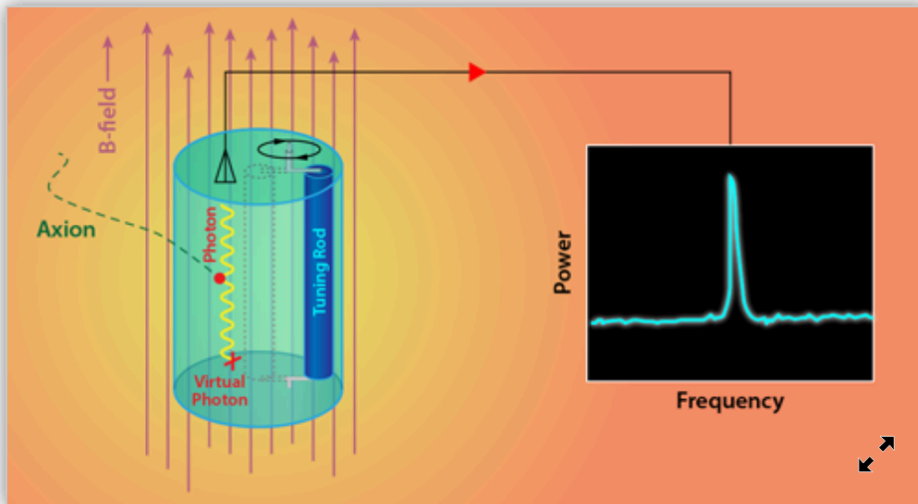 B-field
Axion
Photon
Tuning Rod
Virtual
Photon
Power
Frequency